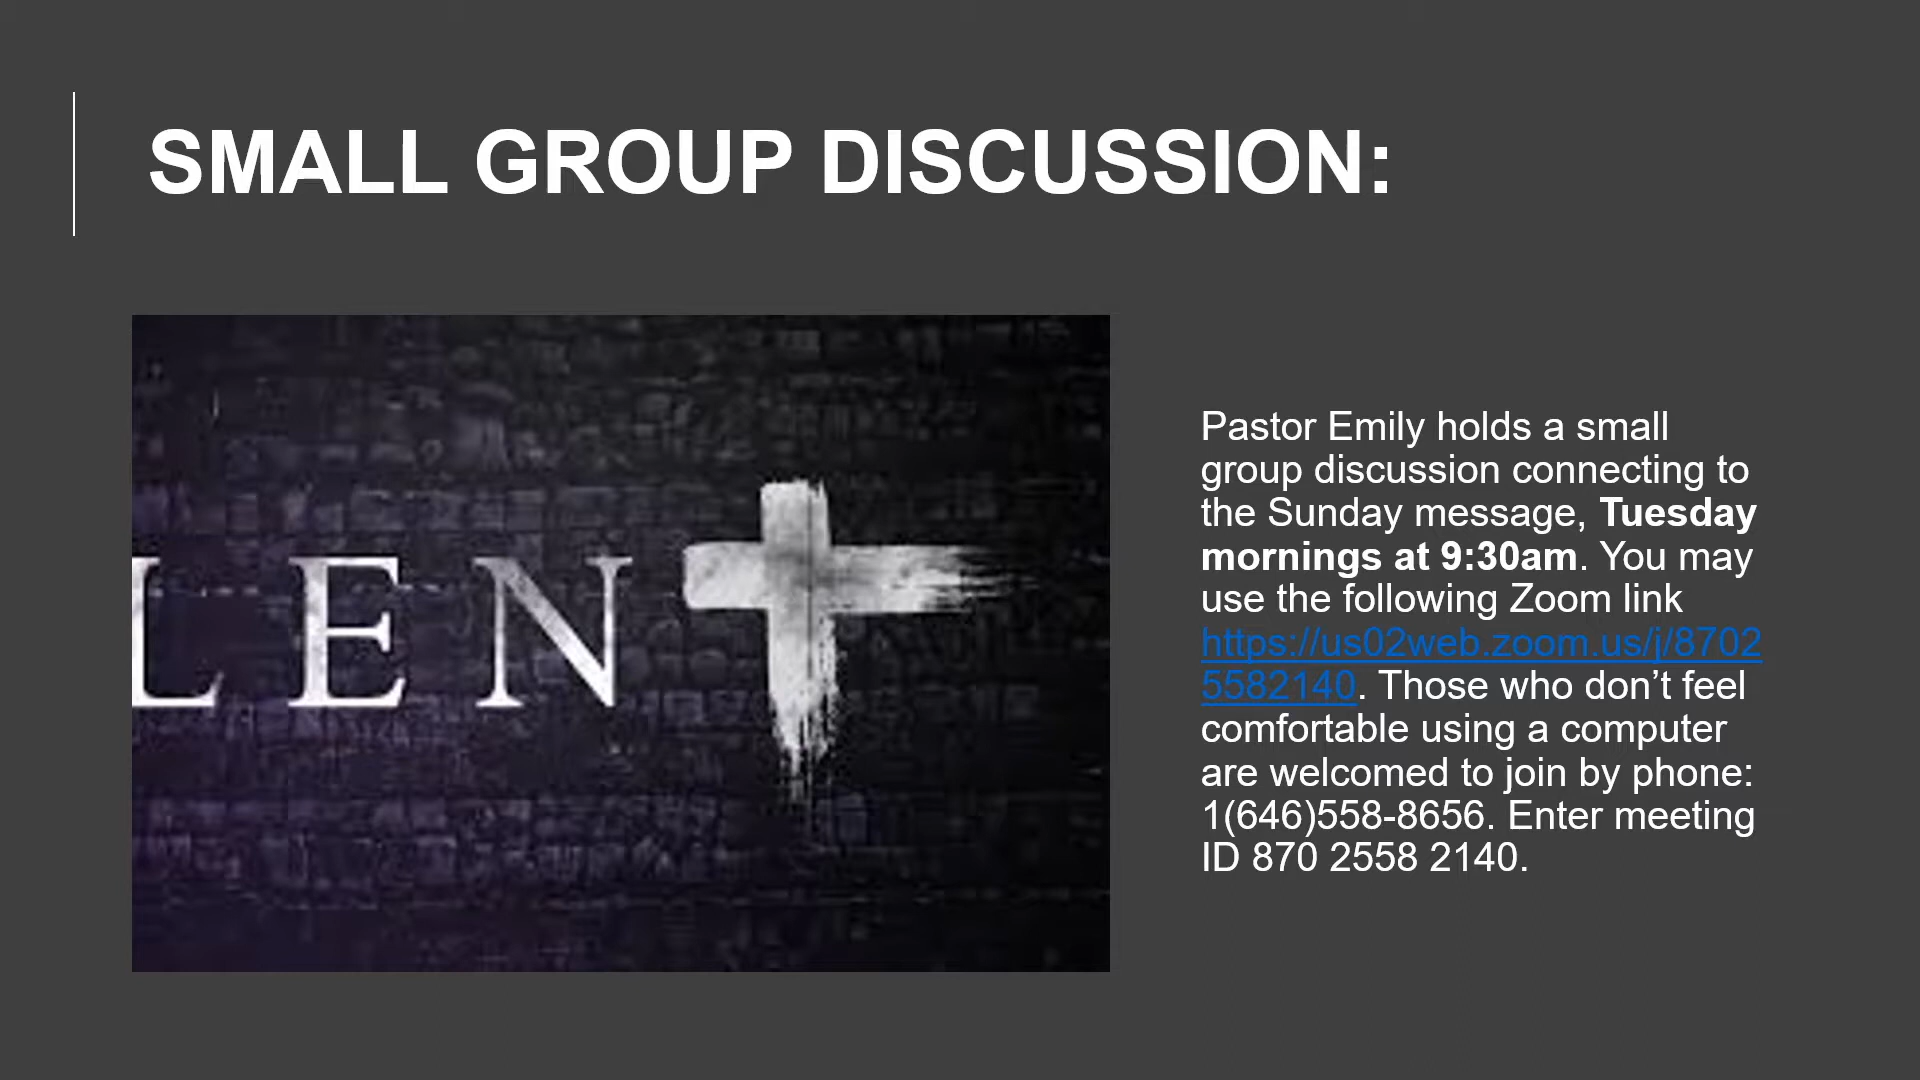 SMALL GROUP DISCUSSION:
LEN
Pastor Emily holds a small
group discussion connecting to
the Sunday message, Tuesday
mornings at 9:30am. You may
use the following Zoom link
https://us02web.zoom.us/j/8702
5582140. Those who don’t feel
comfortable using a computer
are welcomed to join by phone:
1(646)558-8656. Enter meeting
ID 870 2558 2140.